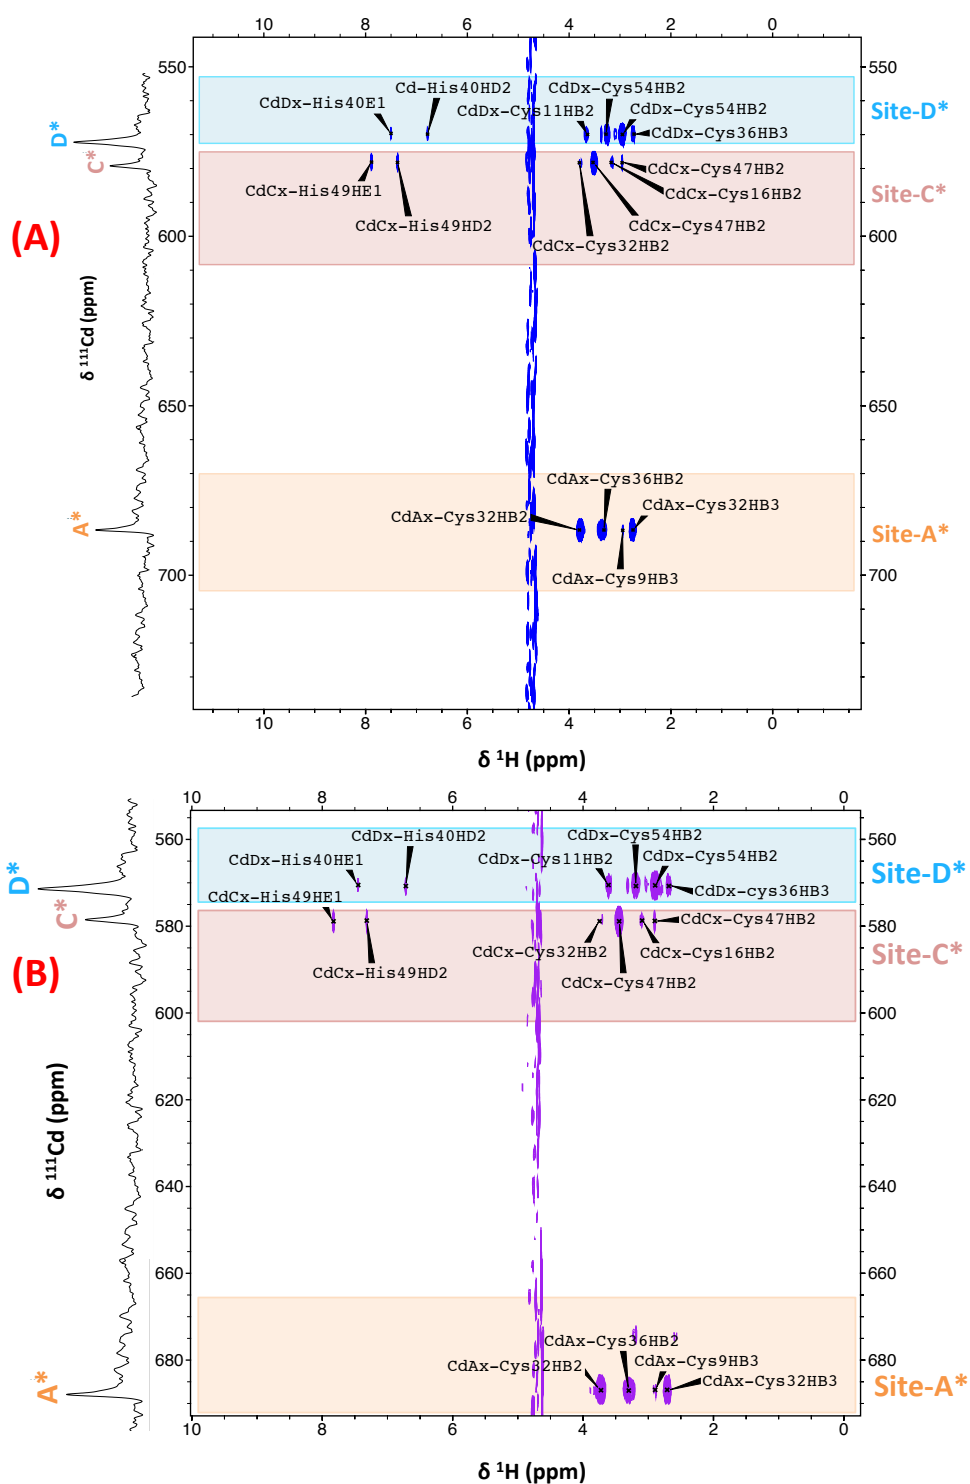 10 8 6 4 2 0
550 550
CdDx-His40E1 Cd-His40HD2 CdDx-Cys54HB2
CdDx-Cys11HB2 CdDx-Cys54HB2 Site-D*
D* CdDx-Cys36HB3
C* CdCx-His49HE1 CdCx-Cys47HB2 Site-C*
CdCx-Cys16HB2
CdCx-His49HD2 CdCx-Cys47HB2
(A) 600 CdCx-Cys32HB2 600
δ ¹¹¹Cd (ppm)
650 650
CdAx-Cys36HB2
A* CdAx-Cys32HB2 CdAx-Cys32HB3 Site-A*
700 CdAx-Cys9HB3 700
10 8 6 4 2 0
δ ¹H (ppm)
10 8 6 4 2 0
560 CdDx-His40HD2 CdDx-Cys54HB2 560
CdDx-His40HE1 CdDx-Cys11HB2 CdDx-Cys54HB2
D* CdDx-cys36HB3 Site-D*
C* CdCx-His49HE1 CdCx-Cys47HB2
580 CdCx-Cys32HB2 CdCx-Cys16HB2 580
(B) CdCx-His49HD2 CdCx-Cys47HB2 Site-C*
600 600
δ ¹¹¹Cd (ppm)
620 620
640 640
660 660
CdAx-Cys36HB2
680 CdAx-Cys32HB2 CdAx-Cys9HB3 680
A* CdAx-Cys32HB3 Site-A*
10 8 6 4 2 0
δ ¹H (ppm)